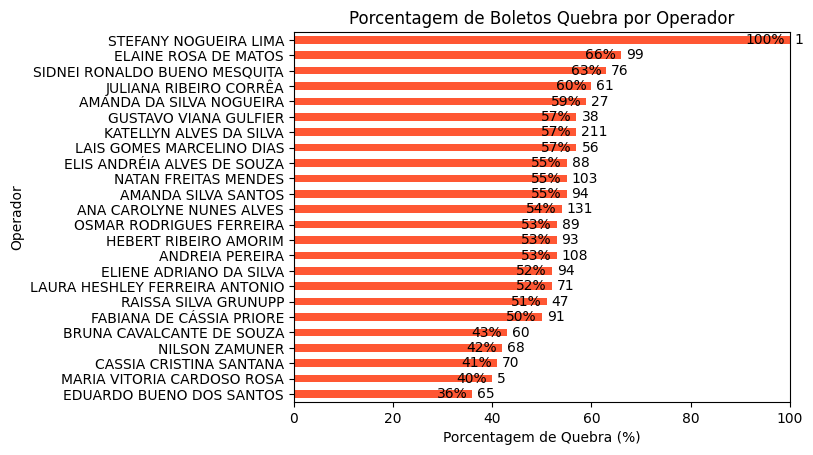 Porcentagem de Boletos Quebra por Operador
STEFANY NOGUEIRA LIMA 100% 1
ELAINE ROSA DE MATOS 66% 99
SIDNEI RONALDO BUENO MESQUITA 63% 76
JULIANA RIBEIRO CORRÊA 60% 61
AMANDA DA SILVA NOGUEIRA 59% 27
GUSTAVO VIANA GULFIER 57% 38
KATELLYN ALVES DA SILVA 57% 211
LAIS GOMES MARCELINO DIAS 57% 56
ELIS ANDRÉIA ALVES DE SOUZA 55% 88
NATAN FREITAS MENDES 55% 103
AMANDA SILVA SANTOS 55% 94
ANA CAROLYNE NUNES ALVES 54% 131
OSMAR RODRIGUES FERREIRA 53% 89
HEBERT RIBEIRO AMORIM 53% 93
ANDREIA PEREIRA 53% 108
ELIENE ADRIANO DA SILVA 52% 94
LAURA HESHLEY FERREIRA ANTONIO 52% 71
RAISSA SILVA GRUNUPP 51% 47
FABIANA DE CÁSSIA PRIORE 50% 91
BRUNA CAVALCANTE DE SOUZA 43% 60
NILSON ZAMUNER 42% 68
CASSIA CRISTINA SANTANA 41% 70
MARIA VITORIA CARDOSO ROSA 40% 5
EDUARDO BUENO DOS SANTOS 36% 65
Operador
0 20 40 60 80 100
Porcentagem de Quebra (%)